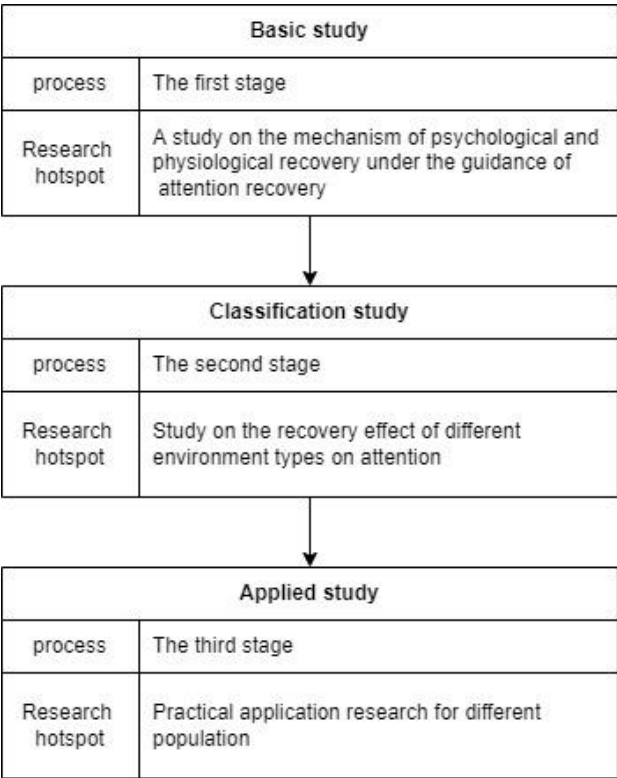 Basic study
process
The first stage
Research
hotspot
A study on the mechanism of psychological and
physiological recovery under the guidance of
attention recovery
Classification study
process
The second stage
Research
hotspot
Study on the recovery effect of different
environment types on attention
Applied study
process
The third stage
Research
hotspot
Practical application research for different
population